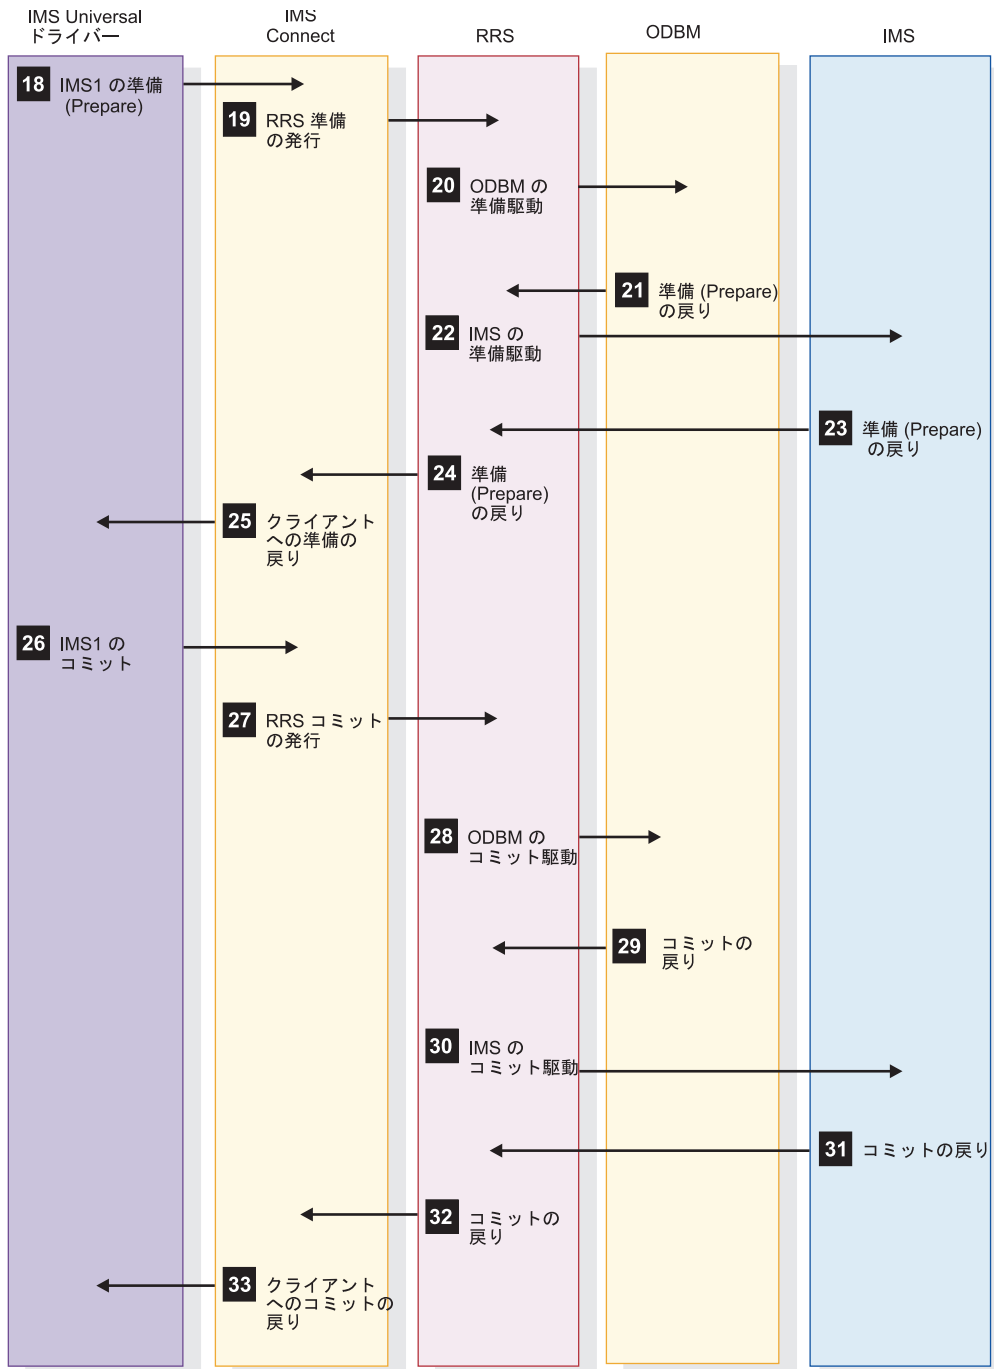 IMS Universal
ドライバー
IMS
Connect
RRS
ODBM
IMS
18 IMS1 の準備
(Prepare)
19 RRS 準備
の発行
20 ODBM の
準備駆動
21 準備 (Prepare)
の戻り
22 IMS の
準備駆動
23 準備 (Prepare)
の戻り
24 準備
(Prepare)
の戻り
25 クライアント
への準備の
戻り
26 IMS1 の
コミット
27 RRS コミット
の発行
28 ODBM の
コミット駆動
29 コミットの
戻り
30 IMS の
コミット駆動
31 コミットの戻り
32 コミットの
戻り
33 クライアント
へのコミットの
戻り